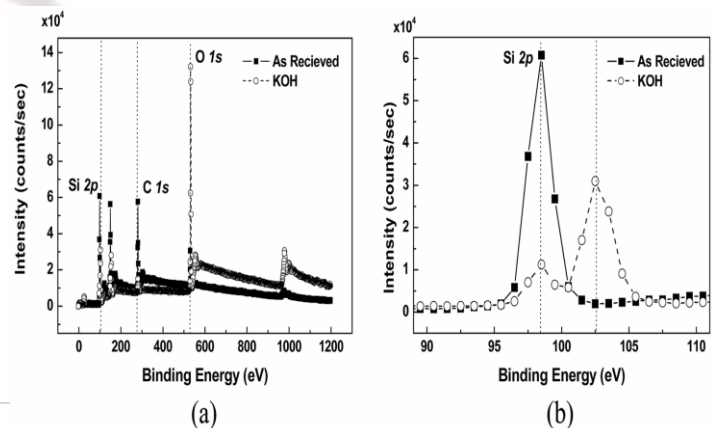 x10⁴
14
12
10
8
6
4
2
0
Intensity (counts/sec)
O 1s
As Recieved
KOH
Si 2p
C 1s
0 200 400 600 800 1000 1200
Binding Energy (eV)
(a)
x10⁴
6
5
4
3
2
1
0
Intensity (counts/sec)
Si 2p
As Recieved
KOH
90 95 100 105 110
Binding Energy (eV)
(b)